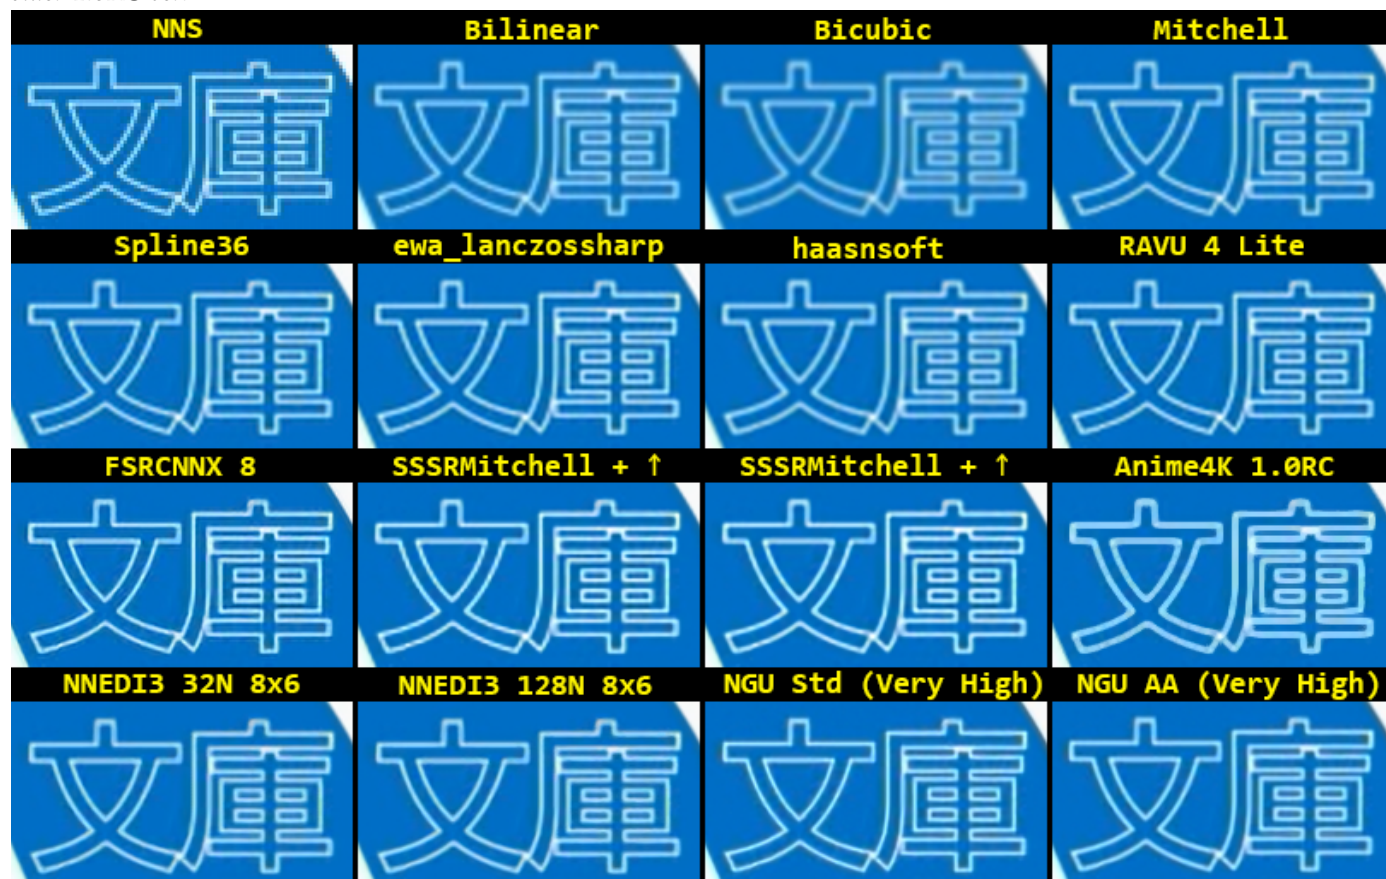 NNS Bilinear Bicubic Mitchell
文庫 文庫 文庫 文庫
Spline36 ewa_lanczossharp haasnsoft RAVU 4 Lite
文庫 文庫 文庫 文庫
FSRCNNX 8 SSSRMitchell + ↑ SSSRMitchell + ↑ Anime4K 1.0RC
文庫 文庫 文庫 文庫
NNEDI3 32N 8x6 NNEDI3 128N 8x6 NGU Std (Very High) NGU AA (Very High)
文庫 文庫 文庫 文庫